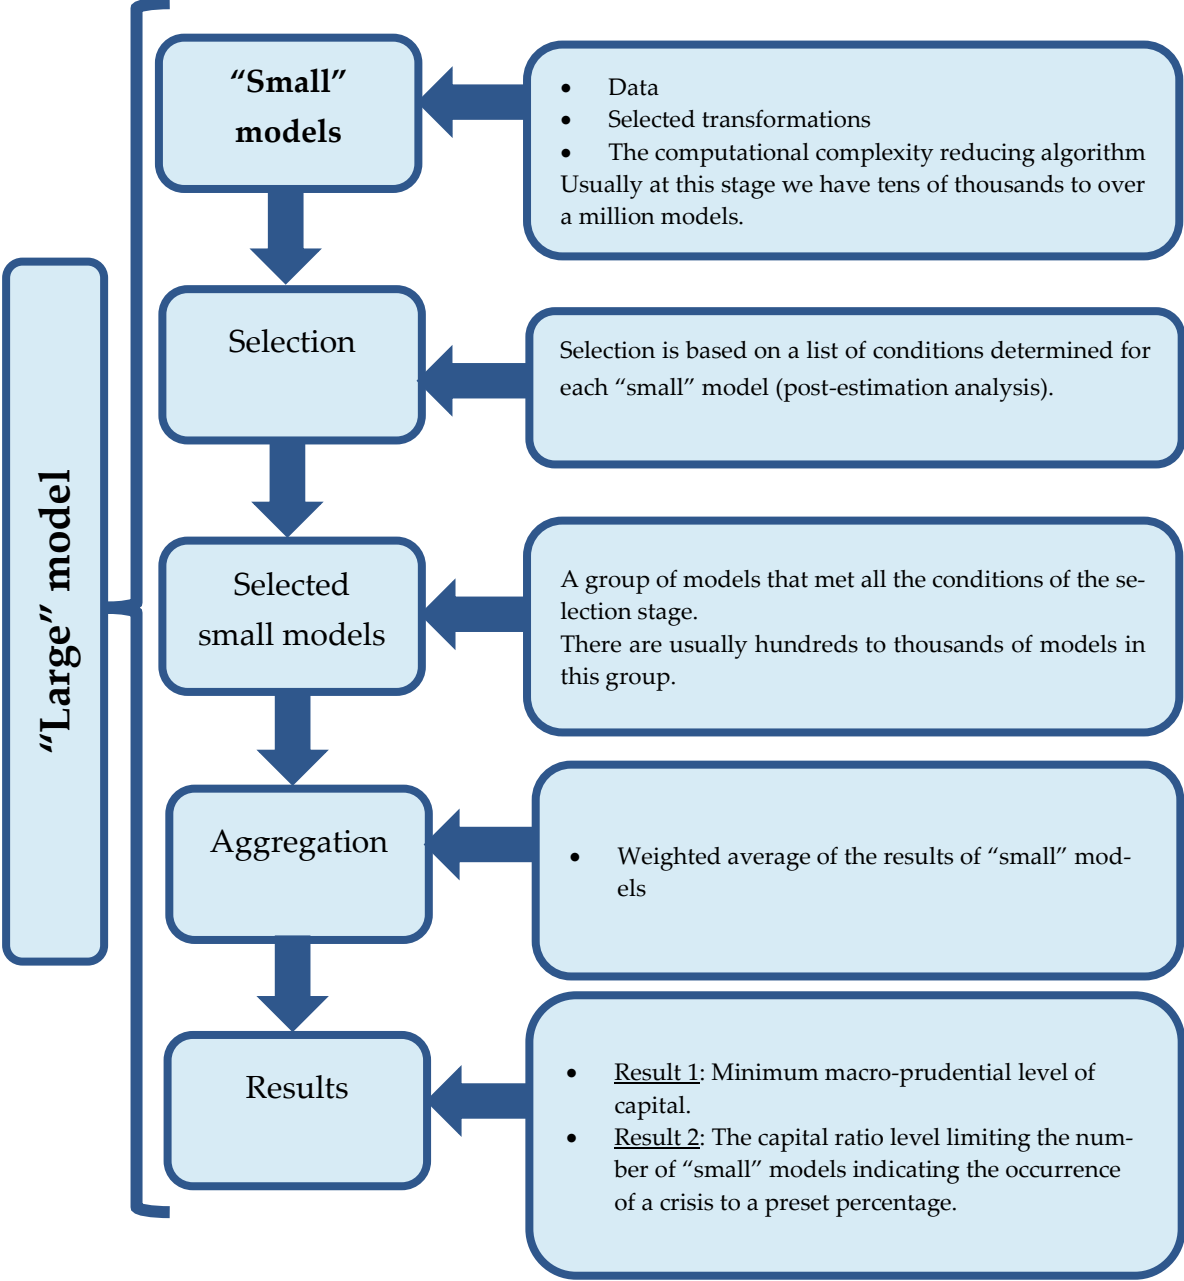 “Small”
models
• Data
• Selected transformations
• The computational complexity reducing algorithm
Usually at this stage we have tens of thousands to over
a million models.
Selection
Selection is based on a list of conditions determined for
each “small” model (post-estimation analysis).
“Large” model
Selected
small models
A group of models that met all the conditions of the se-
lection stage.
There are usually hundreds to thousands of models in
this group.
Aggregation
• Weighted average of the results of “small” mod-
els
Results
• Result 1: Minimum macro-prudential level of
capital.
• Result 2: The capital ratio level limiting the num-
ber of “small” models indicating the occurrence
of a crisis to a preset percentage.